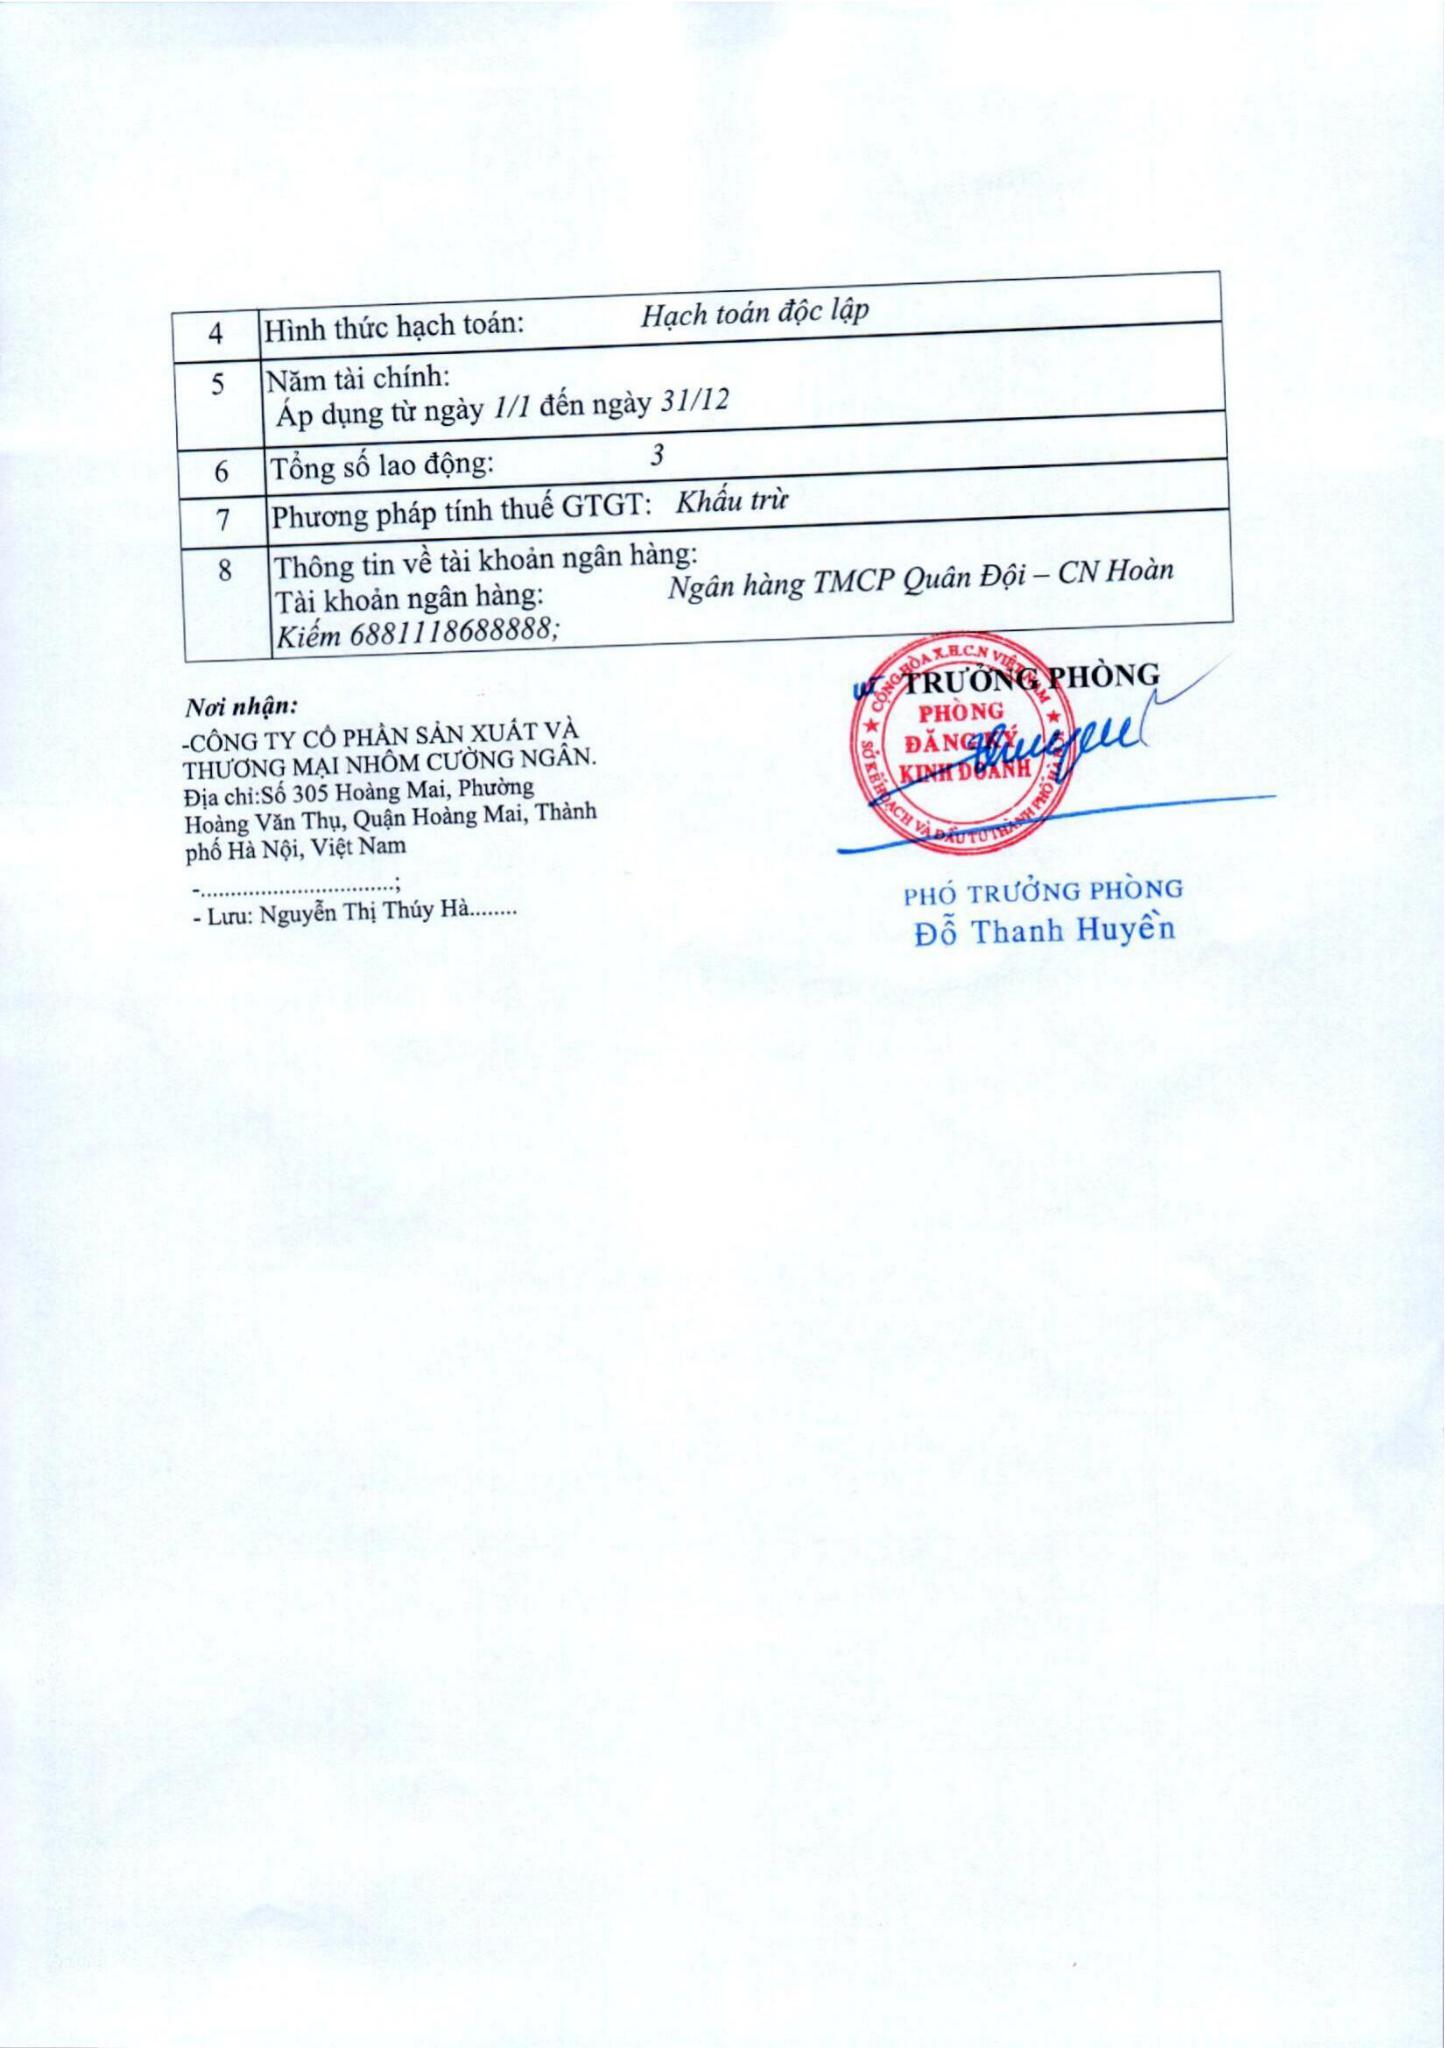 4 Hình thức hạch toán: Hạch toán độc lập
5 Năm tài chính:
Áp dụng từ ngày 1/1 đến ngày 31/12
6 Tổng số lao động: 3
7 Phương pháp tính thuế GTGT: Khấu trừ
8 Thông tin về tài khoản ngân hàng:
Tài khoản ngân hàng: Ngân hàng TMCP Quân Đội – CN Hoàn
Kiếm 6881118688888;
Nơi nhận:
-CÔNG TY CỔ PHẦN SẢN XUẤT VÀ
THƯƠNG MẠI NHÔM CƯỜNG NGÂN.
Địa chỉ:Số 305 Hoàng Mai, Phường
Hoàng Văn Thụ, Quận Hoàng Mai, Thành
phố Hà Nội, Việt Nam
-................................;
- Lưu: Nguyễn Thị Thúy Hà........
TRƯỞNG PHÒNG
CỘNG HÒA X.H.C.N VIỆT NAM
PHÒNG
ĐĂNG KÝ
KINH DOANH
SỞ KẾ HOẠCH VÀ ĐẦU TƯ THÀNH PHỐ HÀ
PHÓ TRƯỞNG PHÒNG
Đỗ Thanh Huyền